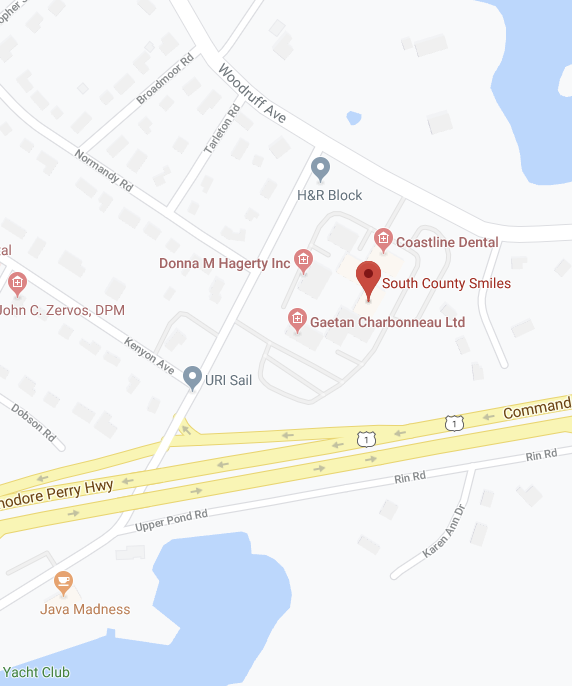 opher S
Broadmoor Rd
Woodruff Ave
Tarleton Rd
Normandy Rd
H&R Block
tal
Coastline Dental
Donna M Hagerty Inc
South County Smiles
John C. Zervos, DPM
Gaetan Charbonneau Ltd
Kenyon Ave
URI Sail
Dobson Rd
Command
1
1
nodore Perry Hwy
Rin Rd
Rin Rd
Upper Pond Rd
Karen Ann Dr
Java Madness
Yacht Club